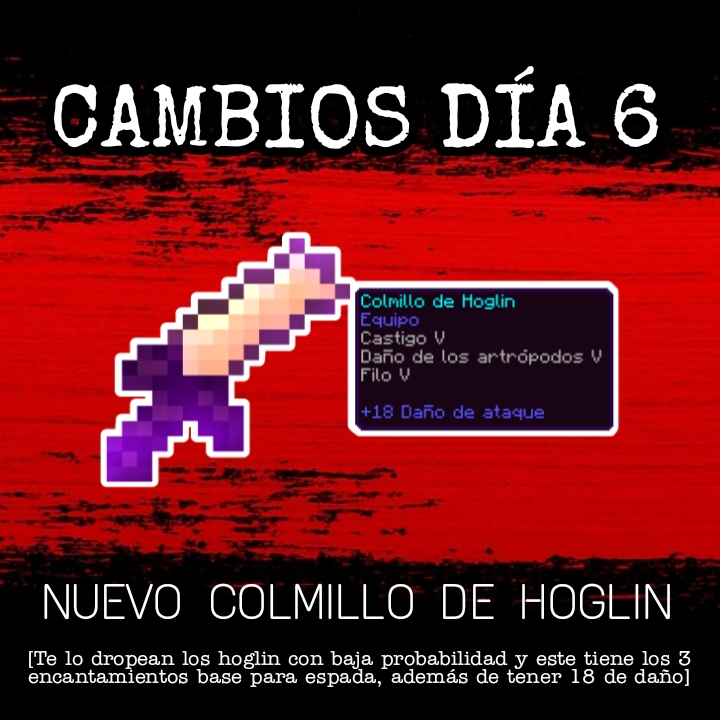 CAMBIOS DÍA 6
Colmillo de Hoglin
Equipo
Castigo V
Daño de los artrópodos V
Filo V
+18 Daño de ataque
NUEVO COLMILLO DE HOGLIN
[Te lo dropean los hoglin con baja probabilidad y este tiene los 3
encantamientos base para espada, además de tener 18 de daño]